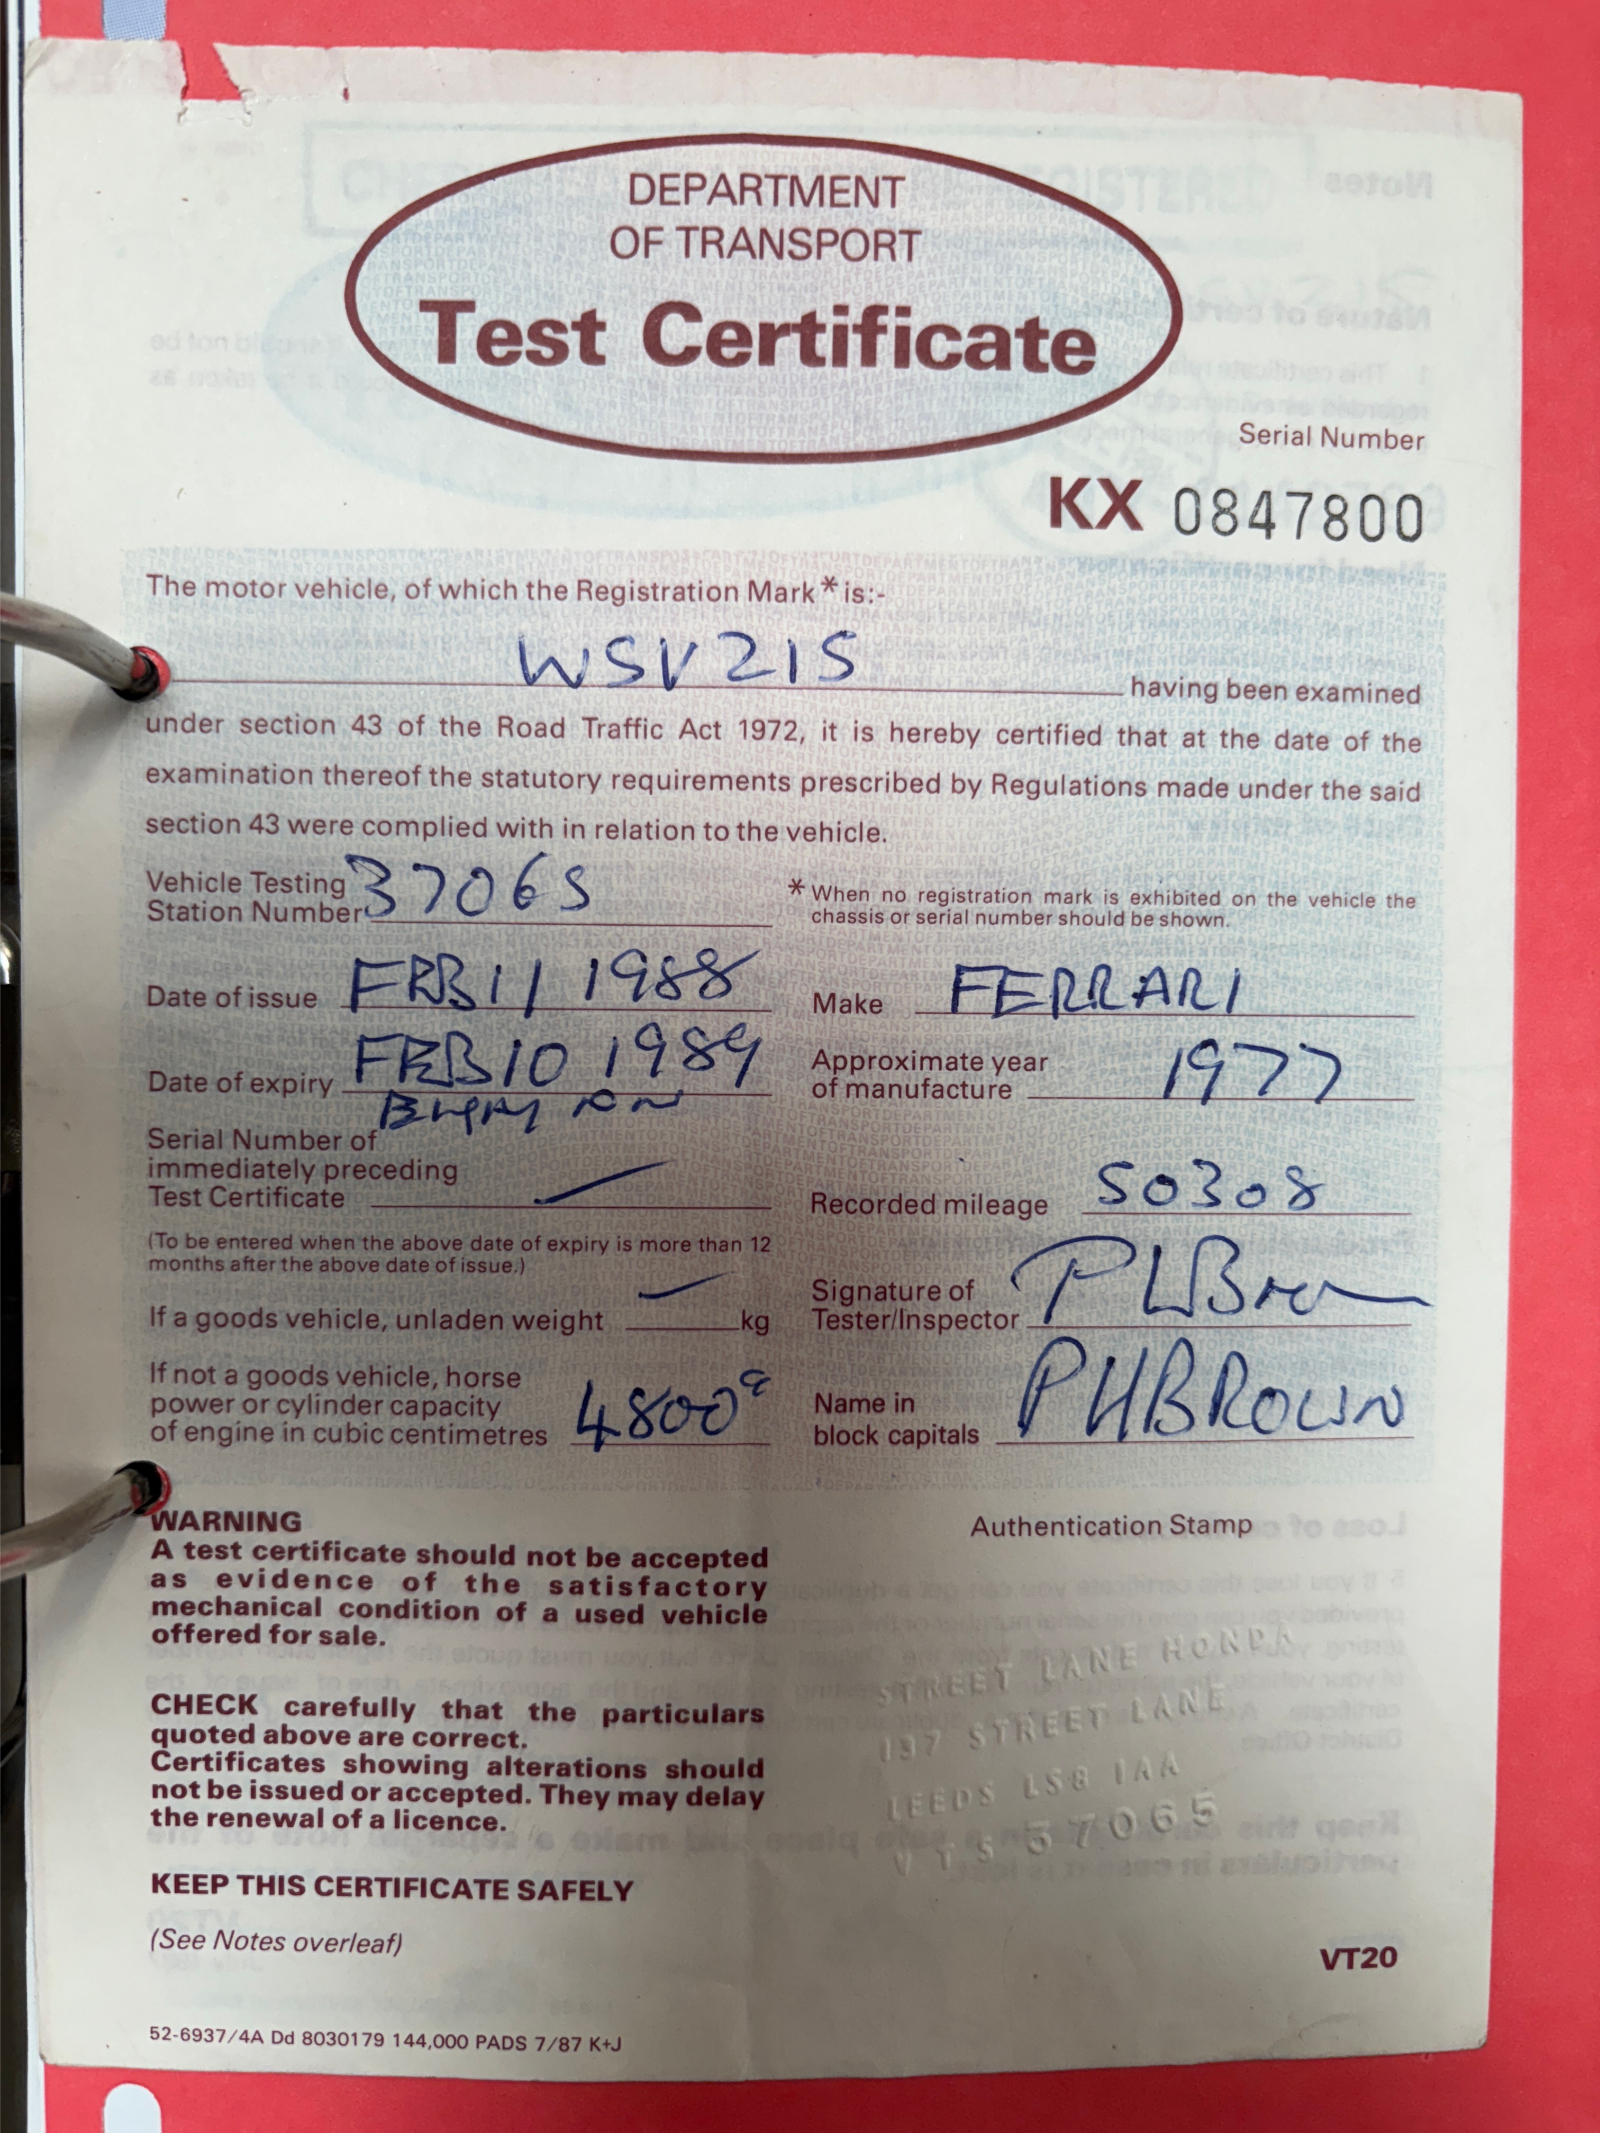 DEPARTMENT
OF TRANSPORT
Test Certificate
Serial Number
KX 0847800
The motor vehicle, of which the Registration Mark * is:-
WSV 215 having been examined
under section 43 of the Road Traffic Act 1972, it is hereby certified that at the date of the
examination thereof the statutory requirements prescribed by Regulations made under the said
section 43 were complied with in relation to the vehicle.
Vehicle Testing
Station Number 37065
* When no registration mark is exhibited on the vehicle the
chassis or serial number should be shown.
Date of issue FEB 11 1988
Make FERRARI
Date of expiry FEB 10 1989
Approximate year
of manufacture 1977
Serial Number of
immediately preceding
Test Certificate
Recorded mileage 50308
(To be entered when the above date of expiry is more than 12
months after the above date of issue.)
If a goods vehicle, unladen weight kg
Signature of
Tester/Inspector
If not a goods vehicle, horse
power or cylinder capacity
of engine in cubic centimetres 4800
Name in
block capitals P H BROWN
WARNING
A test certificate should not be accepted
as evidence of the satisfactory
mechanical condition of a used vehicle
offered for sale.
CHECK carefully that the particulars
quoted above are correct.
Certificates showing alterations should
not be issued or accepted. They may delay
the renewal of a licence.
KEEP THIS CERTIFICATE SAFELY
(See Notes overleaf)
Authentication Stamp
STREET LANE HONDA
137 STREET LANE
LEEDS LS8 1AA
VTS 37065
VT20
52-6937/4A Dd 8030179 144,000 PADS 7/87 K+J